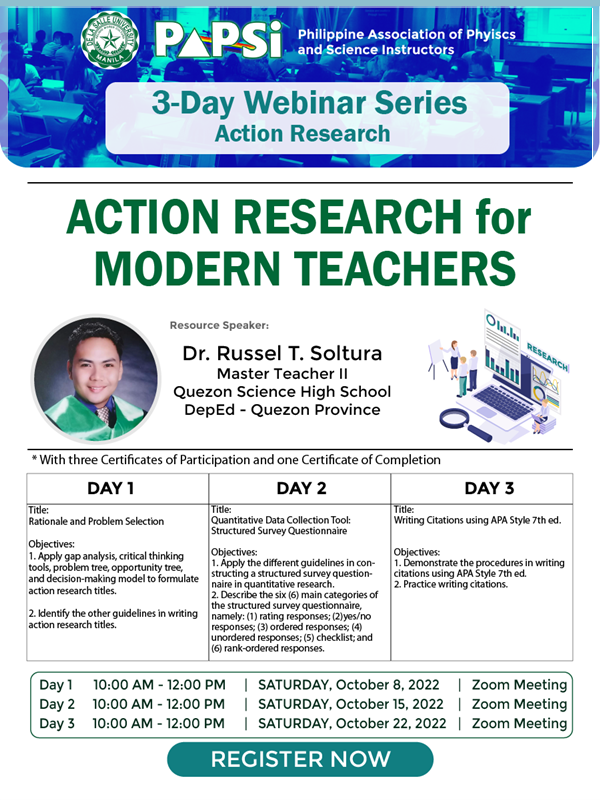 DE LA SALLE UNIVERSITY
MANILA
PAPSi
Philippine Association of Phyiscs
and Science Instructors
3-Day Webinar Series
Action Research
ACTION RESEARCH for
MODERN TEACHERS
Resource Speaker:
Dr. Russel T. Soltura
Master Teacher II
Quezon Science High School
DepEd - Quezon Province
RESEARCH
* With three Certificates of Participation and one Certificate of Completion
DAY 1
Title:
Rationale and Problem Selection
Objectives:
1. Apply gap analysis, critical thinking
tools, problem tree, opportunity tree,
and decision-making model to formulate
action research titles.
2. Identify the other guidelines in writing
action research titles.
DAY 2
Title:
Quantitative Data Collection Tool:
Structured Survey Questionnaire
Objectives:
1. Apply the different guidelines in con-
structing a structured survey question-
naire in quantitative research.
2. Describe the six (6) main categories of
the structured survey questionnaire,
namely: (1) rating responses; (2)yes/no
responses; (3) ordered responses; (4)
unordered responses; (5) checklist; and
(6) rank-ordered responses.
DAY 3
Title:
Writing Citations using APA Style 7th ed.
Objectives:
1. Demonstrate the procedures in writing
citations using APA Style 7th ed.
2. Practice writing citations.
Day 1 10:00 AM - 12:00 PM | SATURDAY, October 8, 2022 | Zoom Meeting
Day 2 10:00 AM - 12:00 PM | SATURDAY, October 15, 2022 | Zoom Meeting
Day 3 10:00 AM - 12:00 PM | SATURDAY, October 22, 2022 | Zoom Meeting
REGISTER NOW